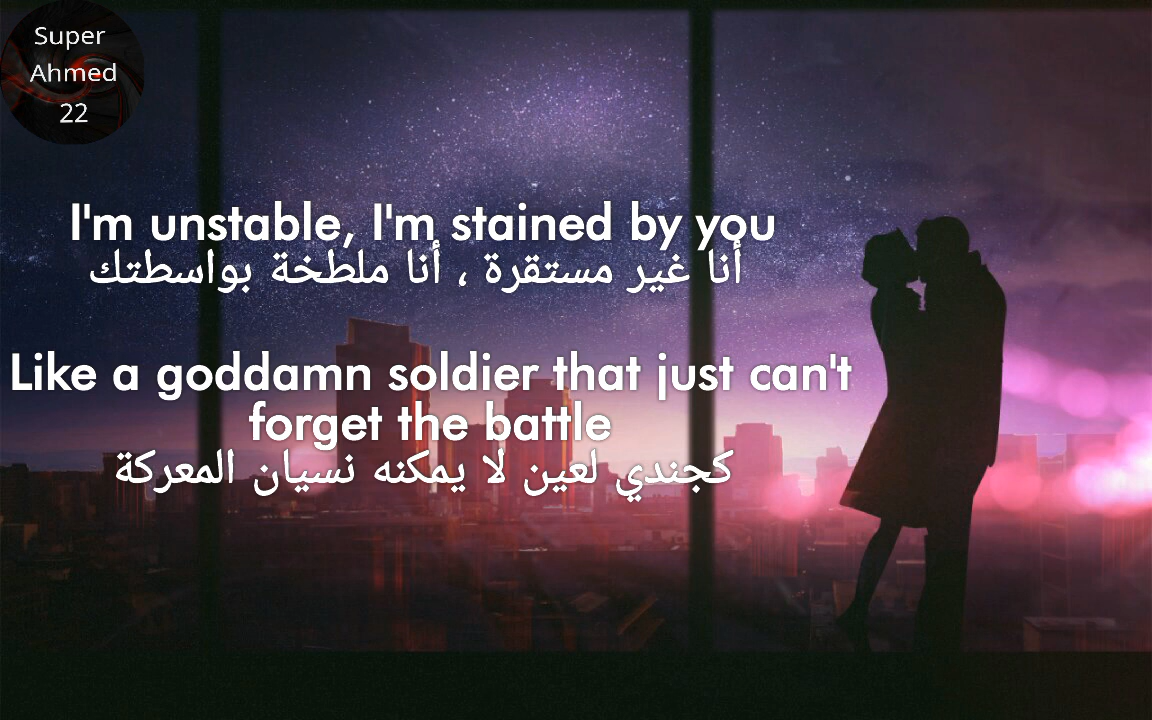 Super
Ahmed
22
I'm unstable, I'm stained by you
أنا غير مستقرة ، أنا ملطخة بواسطتك
Like a goddamn soldier that just can't
forget the battle
كجندي لعين لا يمكنه نسيان المعركة